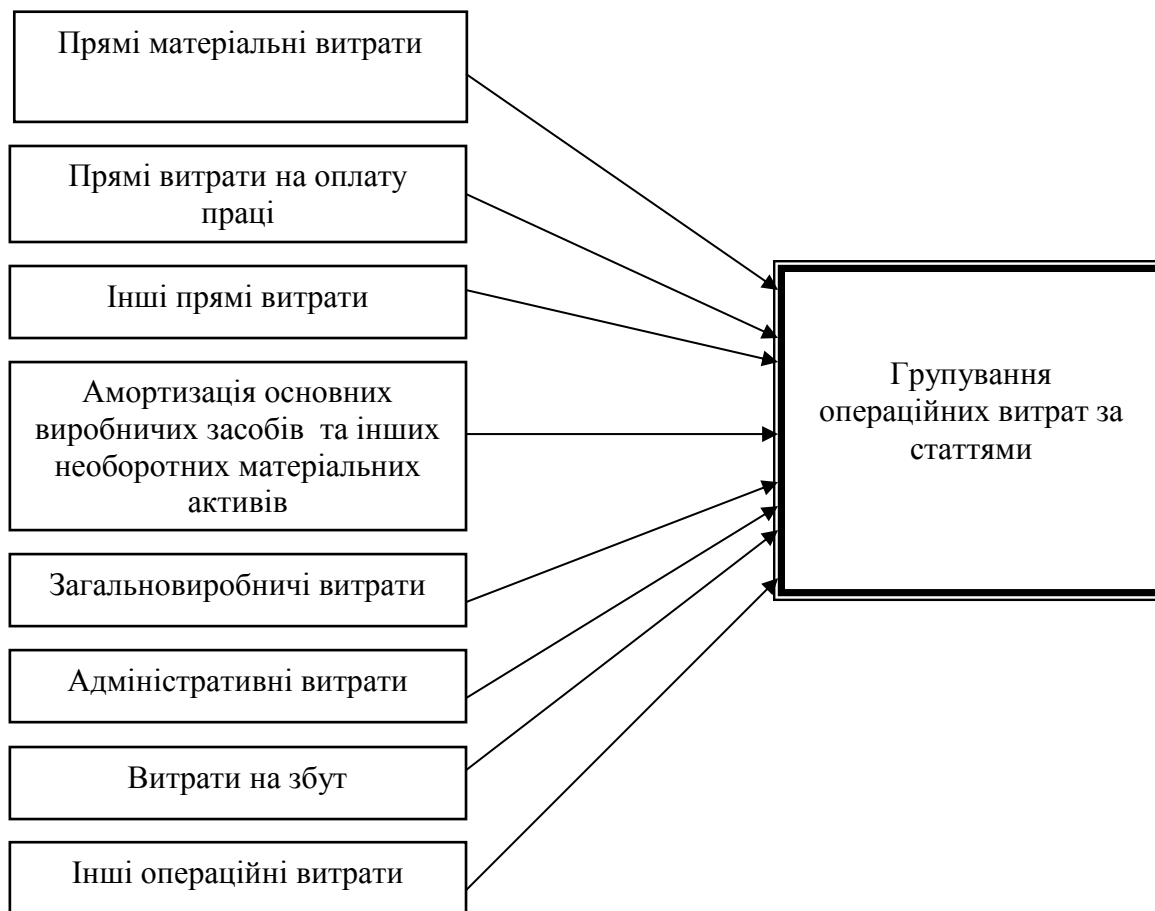 Прямі матеріальні витрати
Прямі витрати на оплату
праці
Інші прямі витрати
Амортизація основних
виробничих засобів та інших
необоротних матеріальних
активів
Загальновиробничі витрати
Адміністративні витрати
Витрати на збут
Інші операційні витрати
Групування
операційних витрат за
статтями